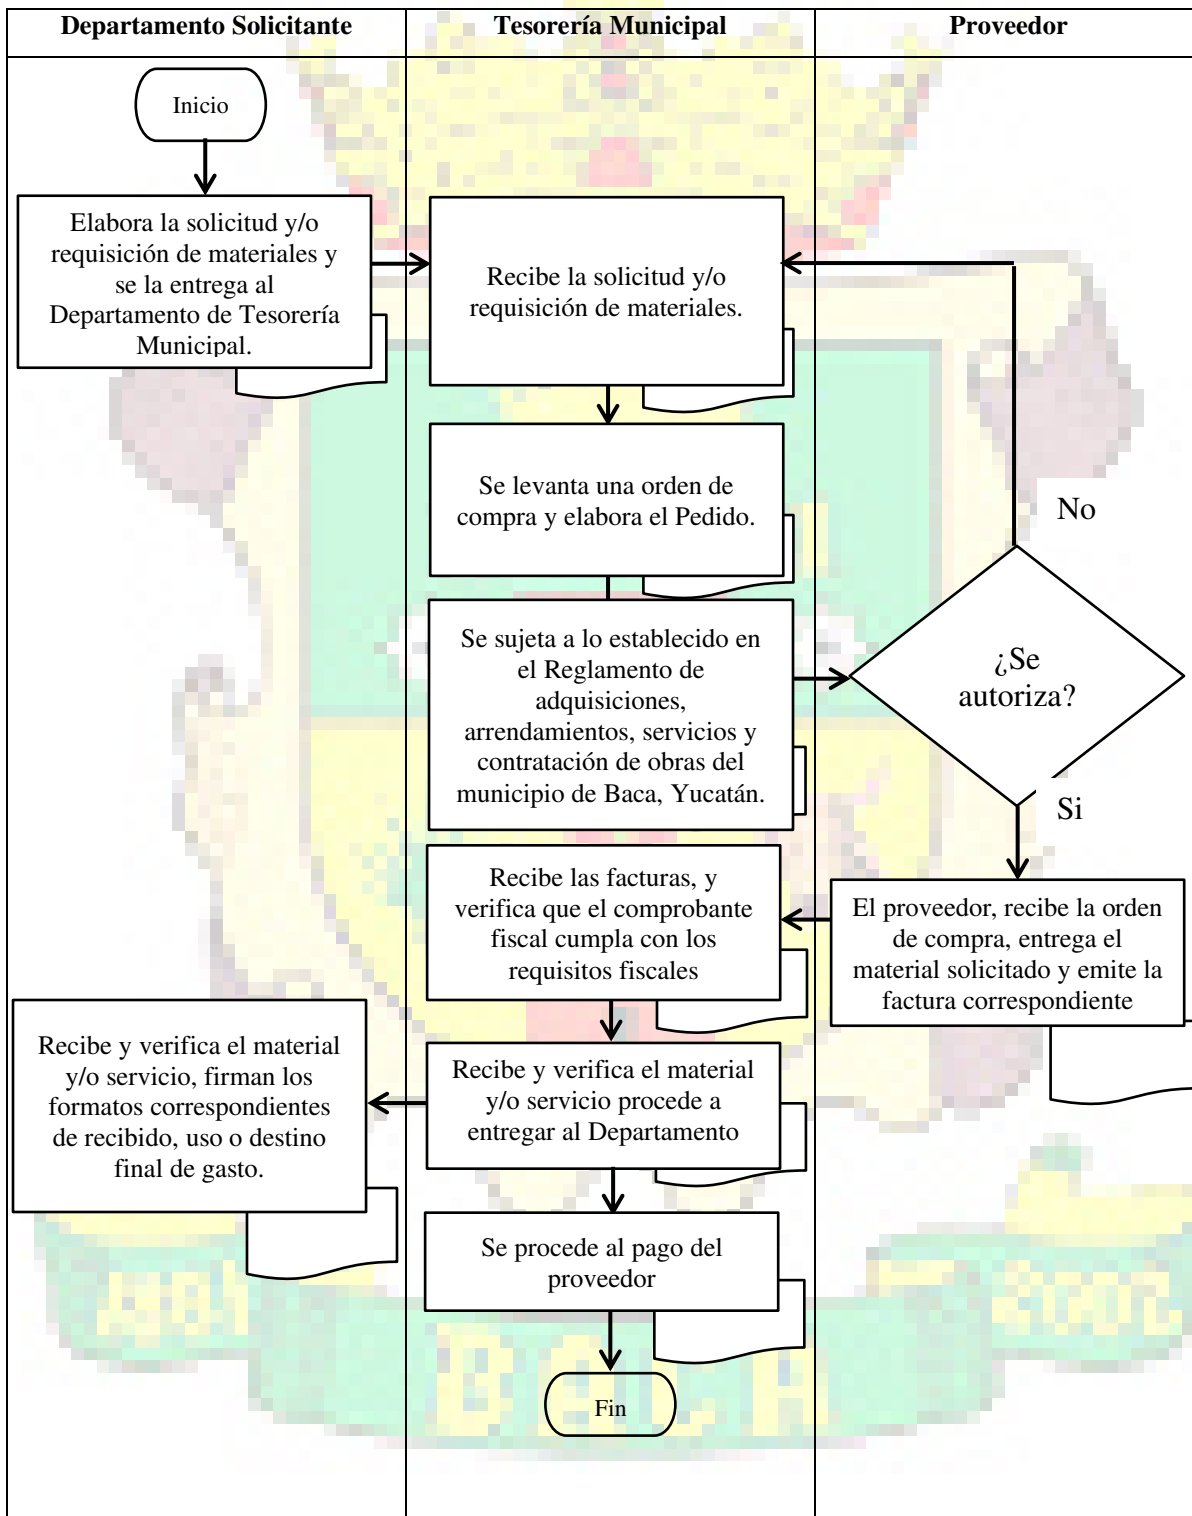 Departamento Solicitante
Tesorería Municipal
Proveedor
Inicio
Elabora la solicitud y/o
requisición de materiales y
se la entrega al
Departamento de Tesorería
Municipal.
Recibe la solicitud y/o
requisición de materiales.
Se levanta una orden de
compra y elabora el Pedido.
No
Se sujeta a lo establecido en
el Reglamento de
adquisiciones,
arrendamientos, servicios y
contratación de obras del
municipio de Baca, Yucatán.
¿Se
autoriza?
Si
El proveedor, recibe la orden
de compra, entrega el
material solicitado y emite la
factura correspondiente
Recibe las facturas, y
verifica que el comprobante
fiscal cumpla con los
requisitos fiscales
Recibe y verifica el material
y/o servicio procede a
entregar al Departamento
Recibe y verifica el material
y/o servicio, firman los
formatos correspondientes
de recibido, uso o destino
final de gasto.
Se procede al pago del
proveedor
Fin